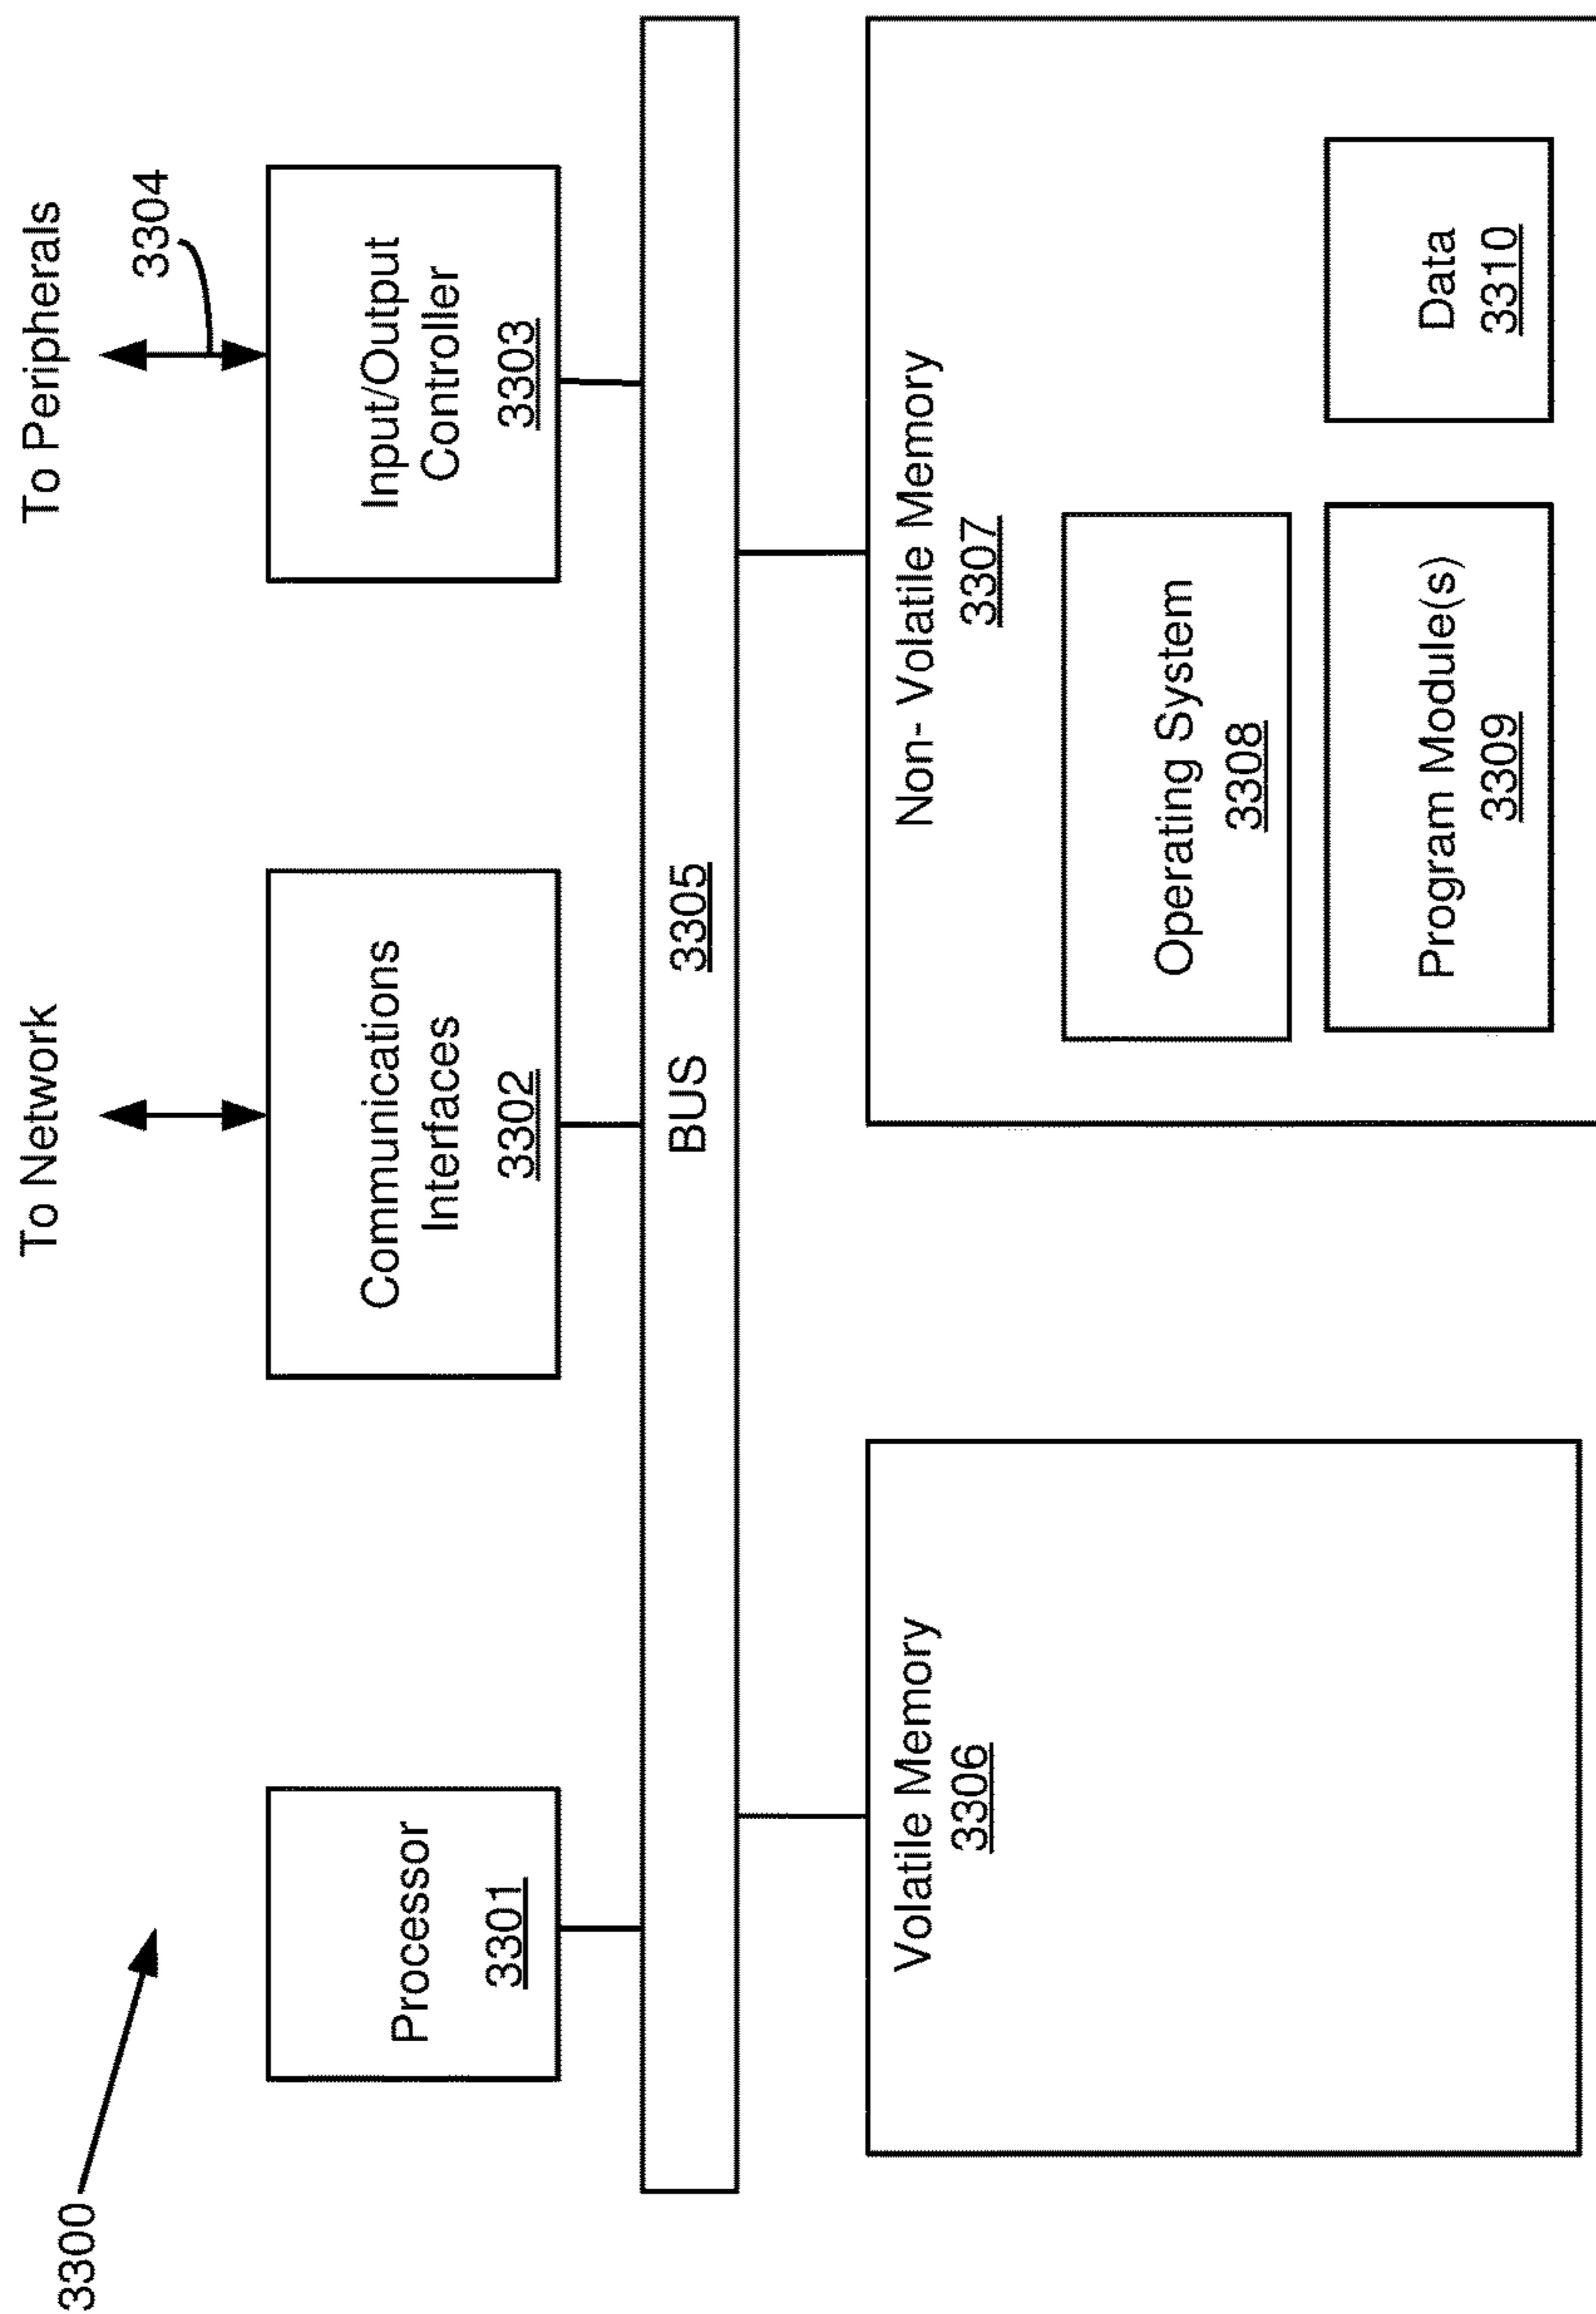 3300
To Network
To Peripherals
3304
Processor
3301
Communications
Interfaces
3302
Input/Output
Controller
3303
BUS 3305
Volatile Memory
3306
Non- Volatile Memory
3307
Operating System
3308
Program Module(s)
3309
Data
3310